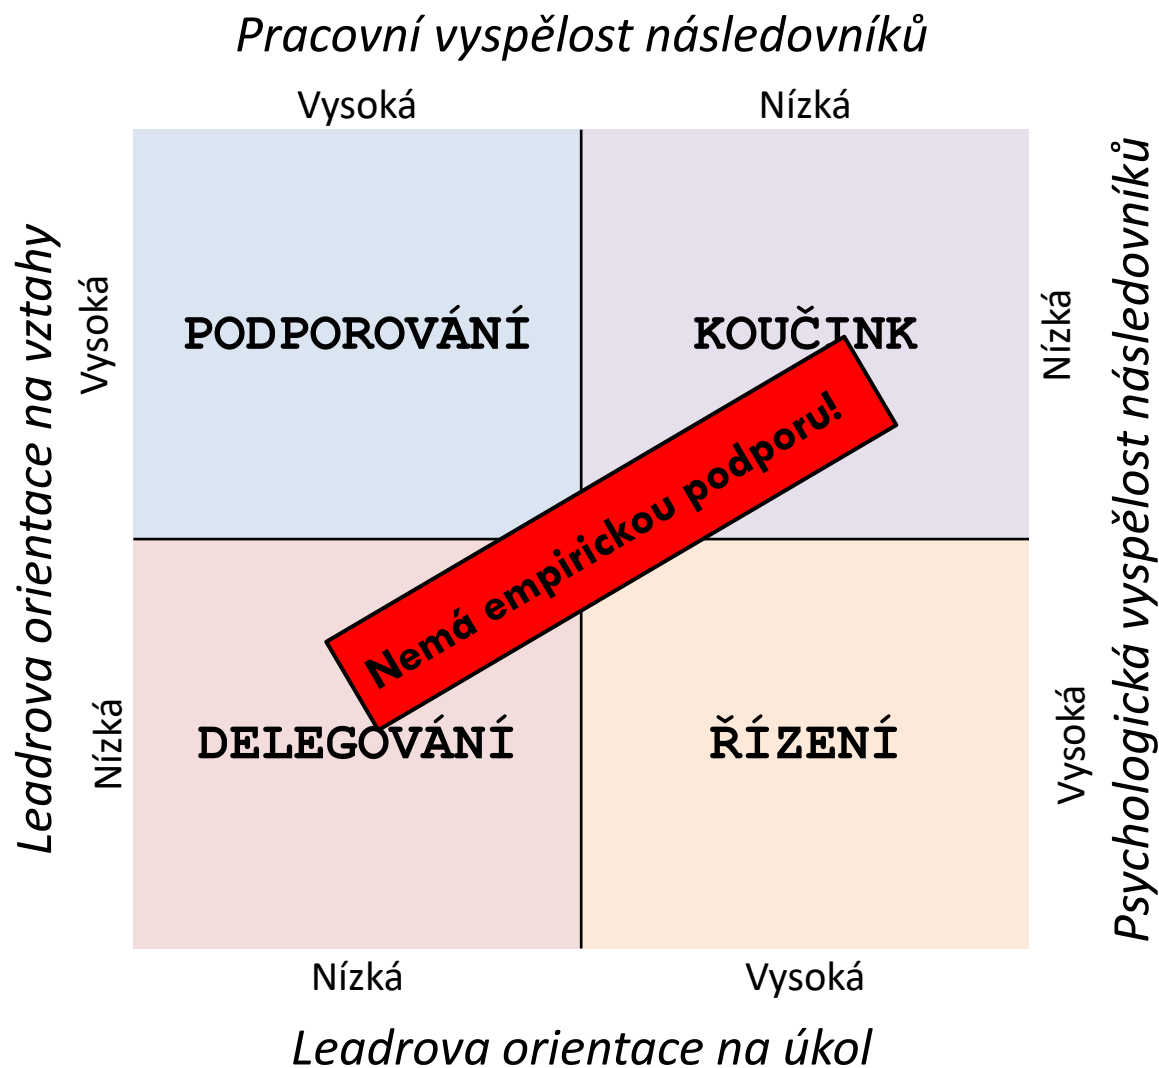 Pracovní vyspělost následovníků
Vysoká
Nízká
Leadrova orientace na vztahy
Vysoká
Nízká
PODPOROVÁNÍ
KOUČINK
Nemá empirickou podporu!
DELEGOVÁNÍ
ŘÍZENÍ
Nízká
Vysoká
Psychologická vyspělost následovníků
Nízká
Vysoká
Leadrova orientace na úkol